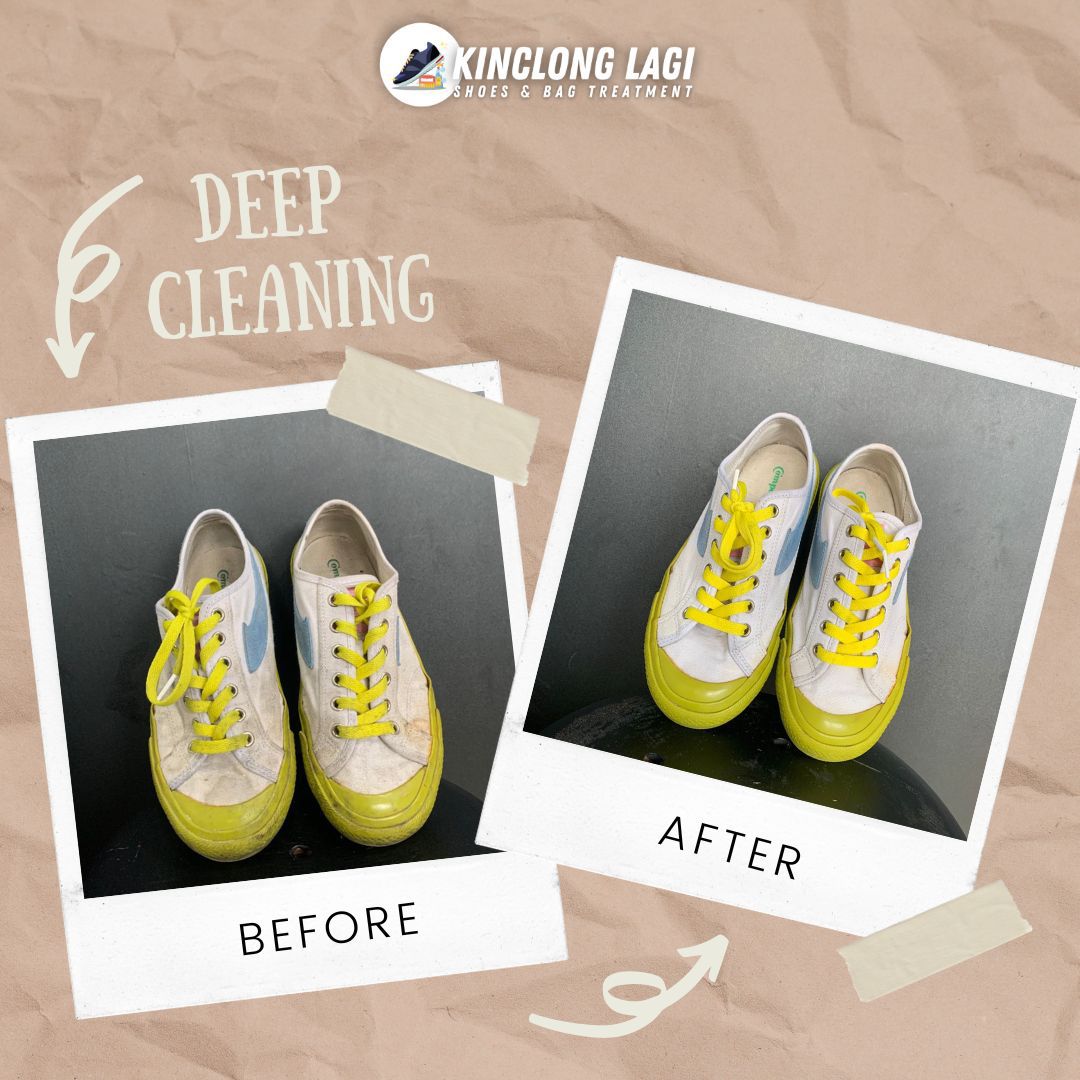 KINCLONG LAGI
SHOES & BAG TREATMENT
DEEP
CLEANING
BEFORE
AFTER